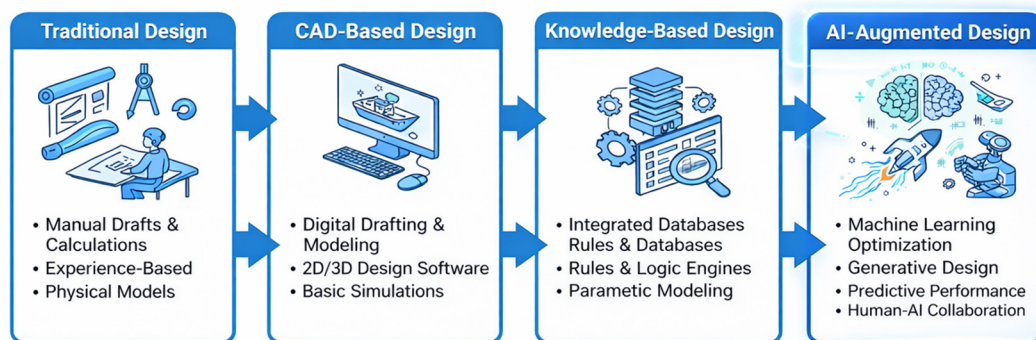 Traditional Design
• Manual Drafts &
Calculations
• Experience-Based
• Physical Models
CAD-Based Design
• Digital Drafting &
Modeling
• 2D/3D Design Software
• Basic Simulations
Knowledge-Based Design
• Integrated Databases
Rules & Databases
• Rules & Logic Engines
• Parametic Modeling
AI-Augmented Design
• Machine Learning
Optimization
• Generative Design
• Predictive Performance
• Human-AI Collaboration